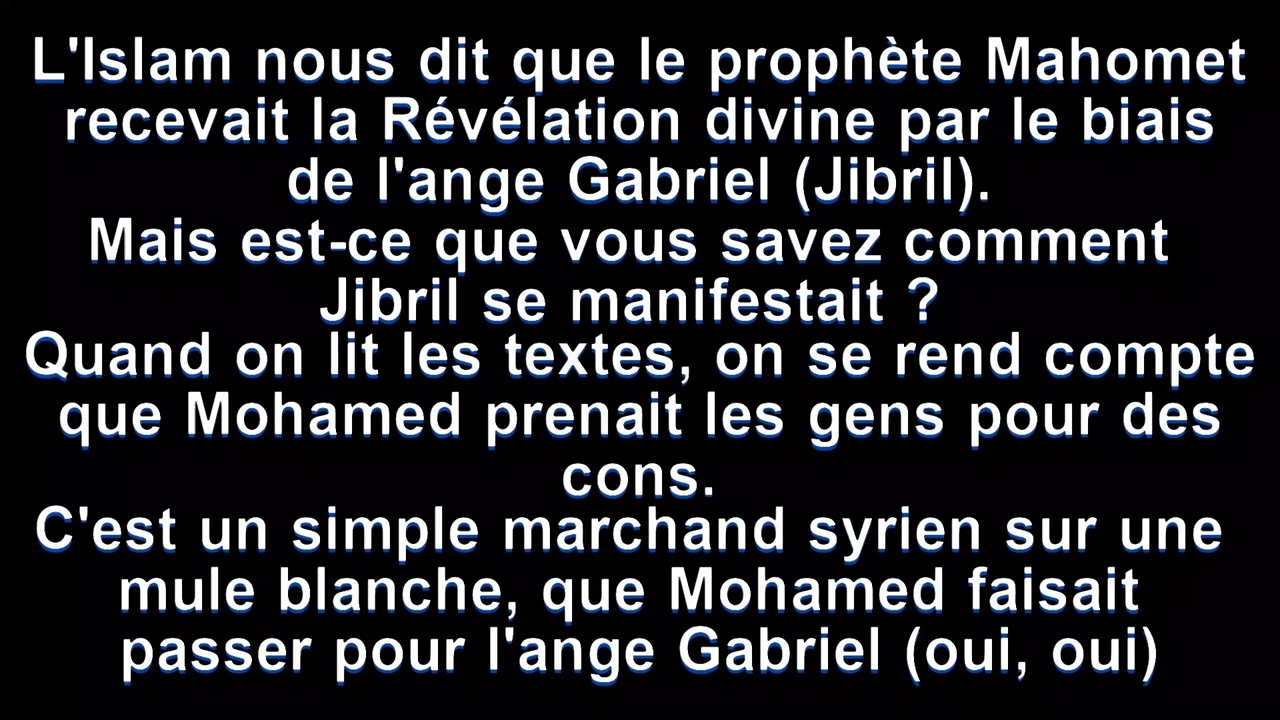 L'Islam nous dit que le prophète Mahomet
recevait la Révélation divine par le biais
de l'ange Gabriel (Jibril).
Mais est-ce que vous savez comment
Jibril se manifestait ?
Quand on lit les textes, on se rend compte
que Mohamed prenait les gens pour des
cons.
C'est un simple marchand syrien sur une
mule blanche, que Mohamed faisait
passer pour l'ange Gabriel (oui, oui)